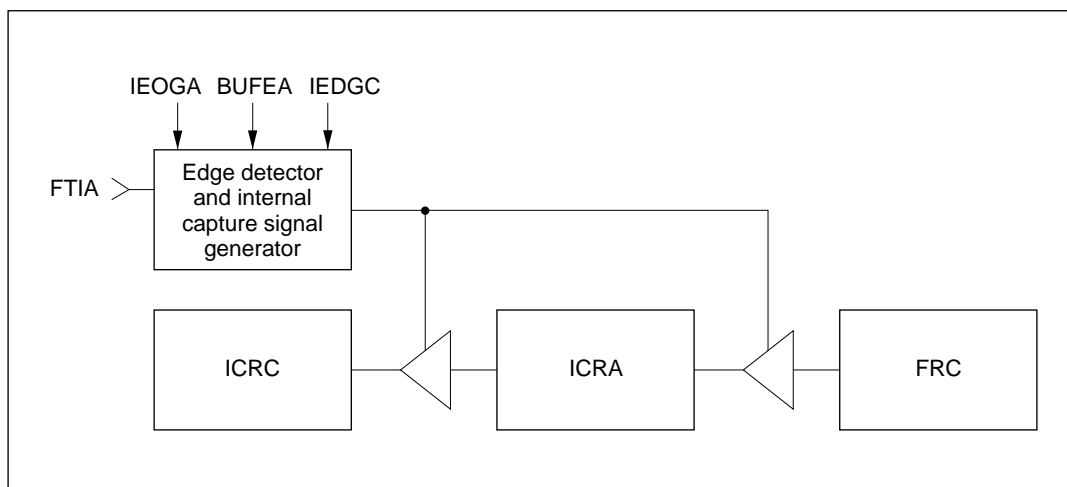 IEOGA BUFEA IEDGC
FTIA
Edge detector
and internal
capture signal
generator
ICRC ICRA FRC